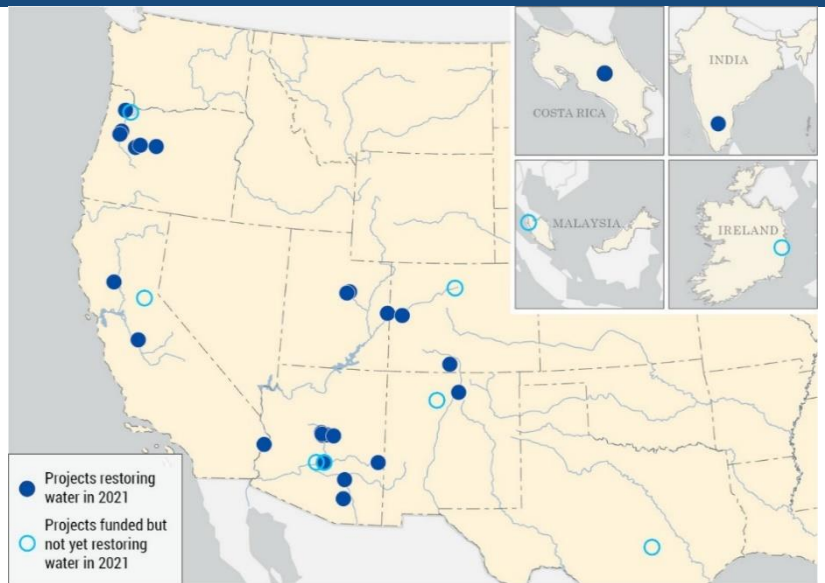 COSTA RICA
INDIA
MALAYSIA
IRELAND
Projects restoring
water in 2021
Projects funded but
not yet restoring
water in 2021